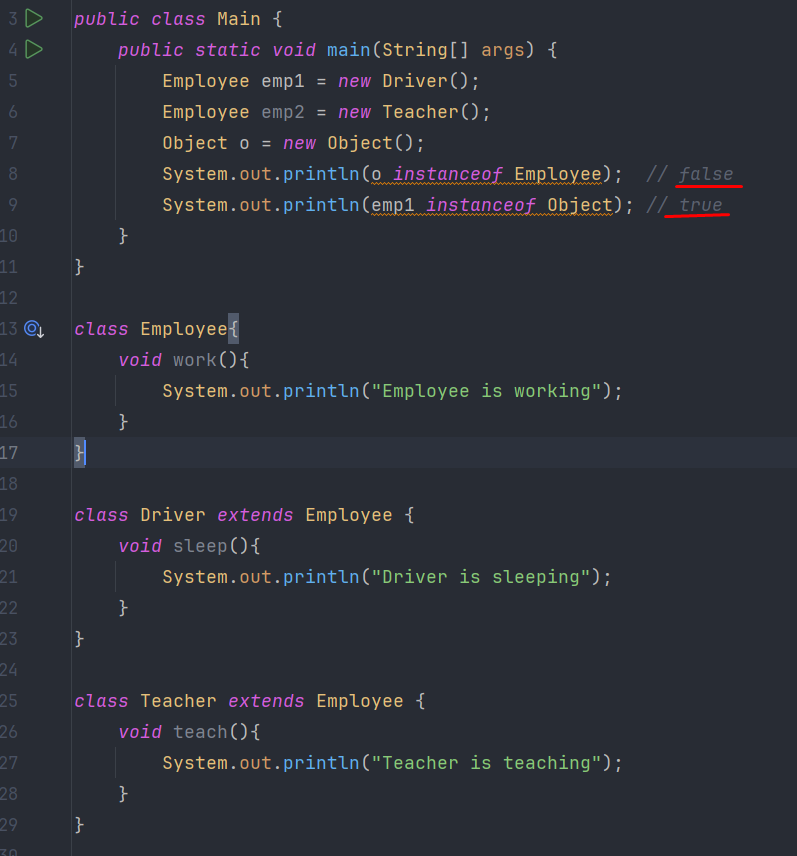 3 public class Main {
4 public static void main(String[] args) {
5 Employee emp1 = new Driver();
6 Employee emp2 = new Teacher();
7 Object o = new Object();
8 System.out.println(o instanceof Employee);  // false
9 System.out.println(emp1 instanceof Object); // true
10 }
11 }
12
13 class Employee{
14 void work(){
15 System.out.println("Employee is working");
16 }
17 }
18
19 class Driver extends Employee {
20 void sleep(){
21 System.out.println("Driver is sleeping");
22 }
23 }
24
25 class Teacher extends Employee {
26 void teach(){
27 System.out.println("Teacher is teaching");
28 }
29 }
30